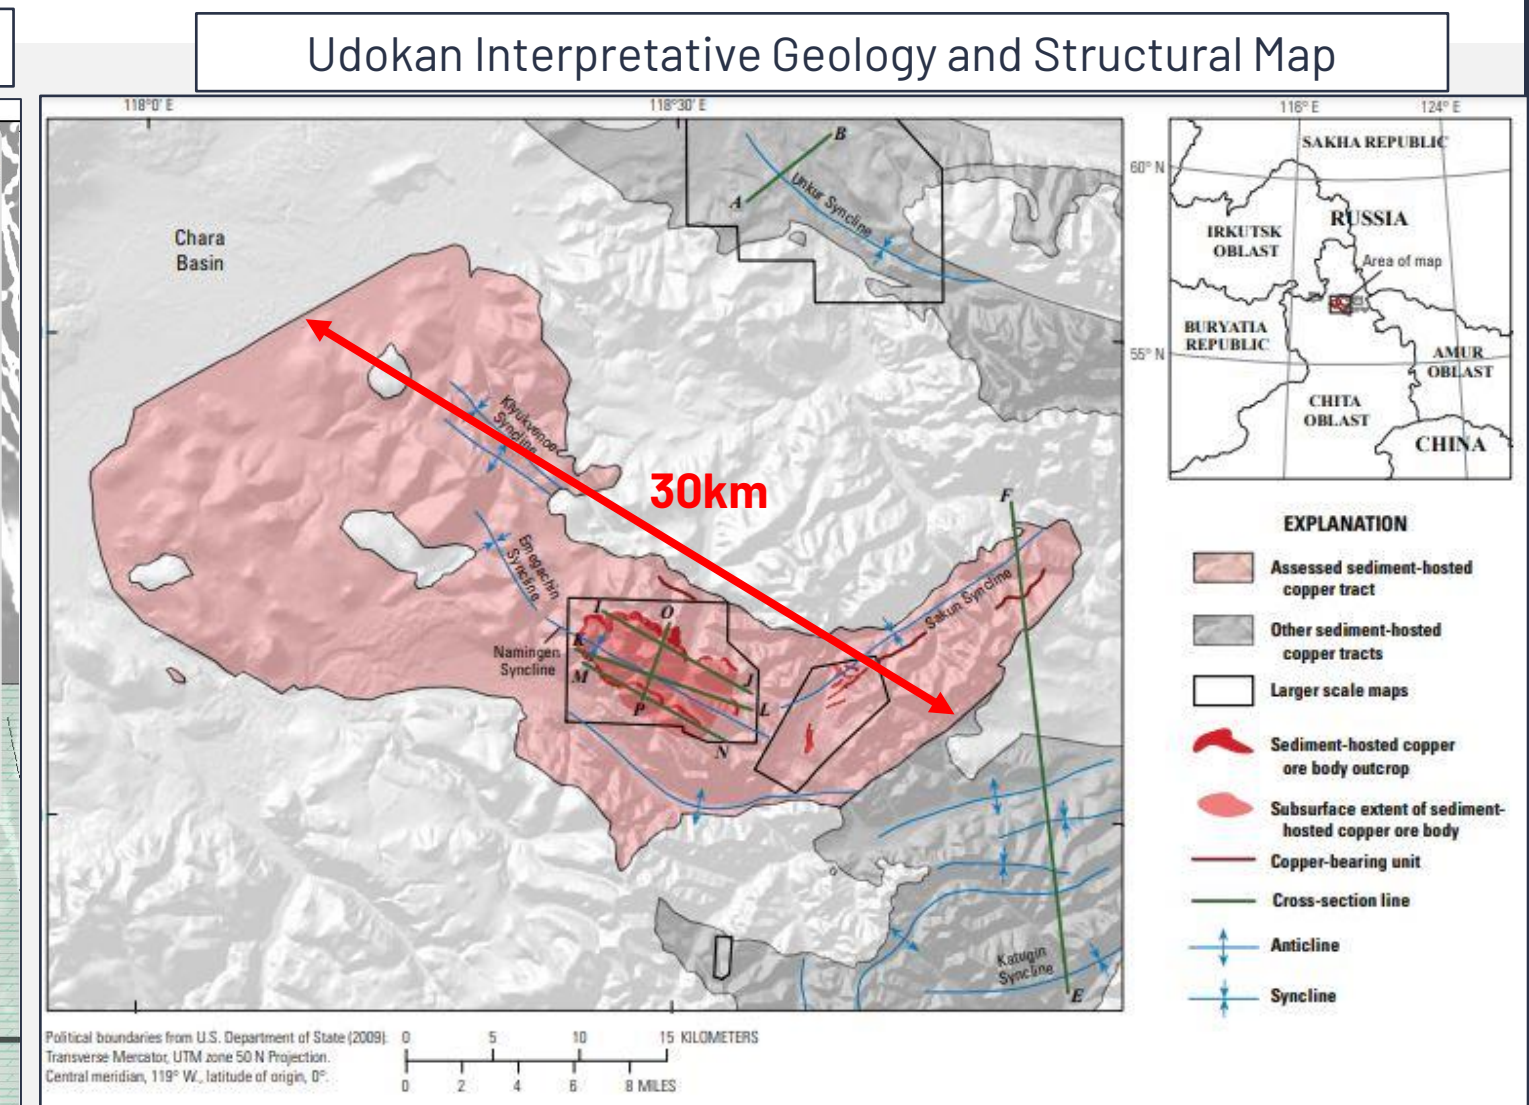 Udokan Interpretative Geology and Structural Map
118°0' E
118°30' E
116° E
124° E
B
A
Unkur Syncline
Chara
Basin
60° N
55° N
SAKHA REPUBLIC
RUSSIA
IRKUTSK
OBLAST
Area of map
BURYATIA
REPUBLIC
AMUR
OBLAST
CHITA
OBLAST
CHINA
Klyukvenoe
Syncline
30km
F
Emegachin
Syncline
Sakun Syncline
I
O
K
Namingen
Syncline
M
J
P
L
N
Katugin
Syncline
E
EXPLANATION
Assessed sediment-hosted
copper tract
Other sediment-hosted
copper tracts
Larger scale maps
Sediment-hosted copper
ore body outcrop
Subsurface extent of sediment-
hosted copper ore body
Copper-bearing unit
Cross-section line
Anticline
Syncline
Political boundaries from U.S. Department of State (2009).
Transverse Mercator, UTM zone 50 N Projection.
Central meridian, 119° W., latitude of origin, 0°.
0 5 10 15 KILOMETERS
0 2 4 6 8 MILES